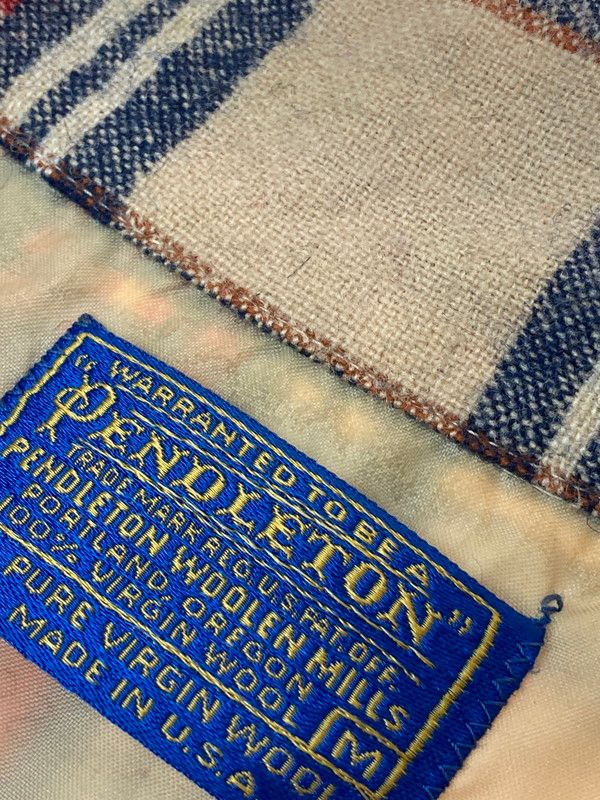 "WARRANTED TO BE A
PENDLETON"
TRADE MARK REG. U.S. PAT. OFF.
PENDLETON WOOLEN MILLS
PORTLAND, OREGON
100% VIRGIN WOOL
M
PURE VIRGIN WOOL
MADE IN U.S.A